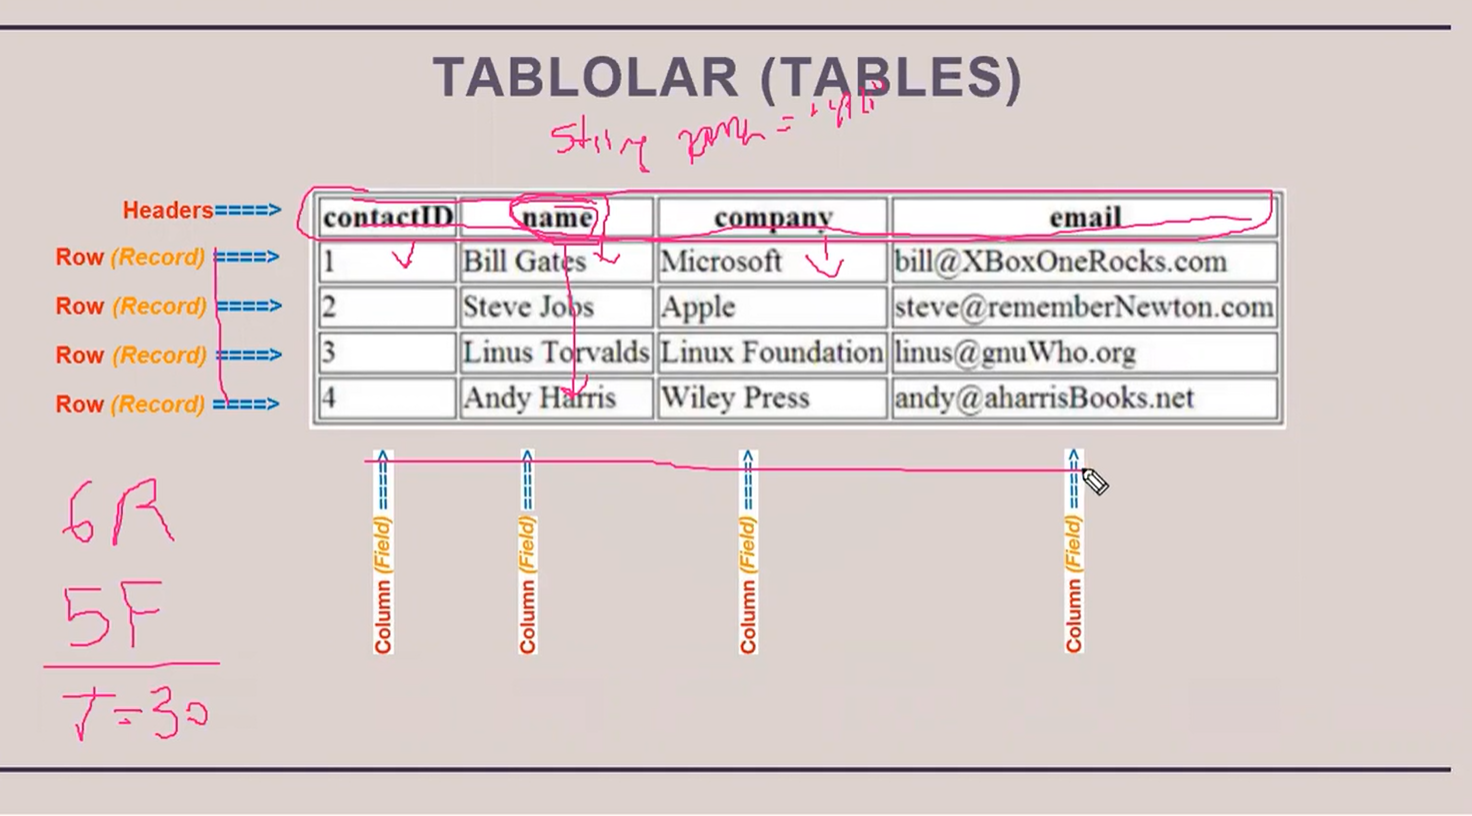 TABLOLAR (TABLES)
String =
Headers====>
contactID name company email
Row (Record) ====>
1 Bill Gates Microsoft bill@XBoxOneRocks.com
Row (Record) ====>
2 Steve Jobs Apple steve@rememberNewton.com
Row (Record) ====>
3 Linus Torvalds Linux Foundation linus@gnuWho.org
Row (Record) ====>
4 Andy Harris Wiley Press andy@aharrisBooks.net
Column (Field) ====>
Column (Field) ====>
Column (Field) ====>
Column (Field) ====>
6R
5F
T=30